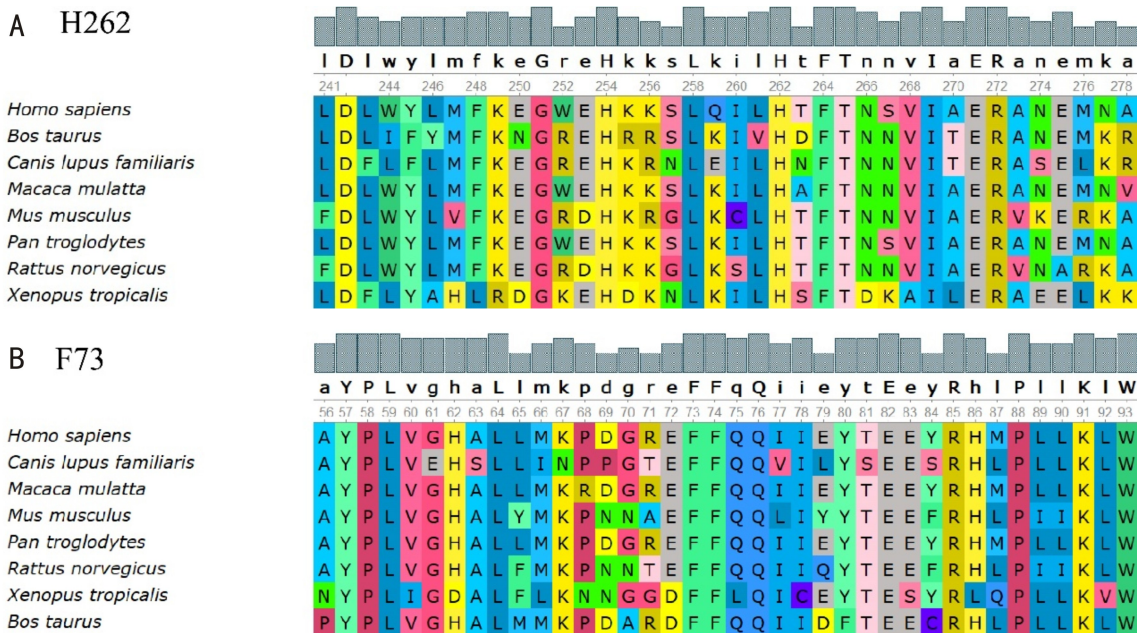 A H262
l D l w y l m f k e G r e H k k s L k i l H t F T n n v I a E R a n e m k a
241 244 246 248 250 252 254 256 258 260 262 264 266 268 270 272 274 276 278
Homo sapiens L D L W Y L M F K E G W E H K K S L Q I L H T F T N S V I A E R A N E M N A
Bos taurus L D L I F Y M F K N G R E H R R S L K I V H D F T N N V I T E R A N E M K R
Canis lupus familiaris L D F L F L M F K E G R E H K R N L E I L H N F T N N V I T E R A S E L K R
Macaca mulatta L D L W Y L M F K E G W E H K K S L K I L H A F T N N V I A E R A N E M N V
Mus musculus F D L W Y L V F K E G R D H K R G L K C L H T F T N N V I A E R V K E R K A
Pan troglodytes L D L W Y L M F K E G W E H K K S L K I L H T F T N S V I A E R A N E M N A
Rattus norvegicus F D L W Y L M F K E G R D H K K G L K S L H T F T N N V I A E R V N A R K A
Xenopus tropicalis L D F L Y A H L R D G K E H D K N L K I L H S F T D K A I L E R A E E L K K
B F73
a Y P L v g h a L l m k p d g r e F F q Q i i e y t E e y R h l P l l K l W
56 57 58 59 60 61 62 63 64 65 66 67 68 69 70 71 72 73 74 75 76 77 78 79 80 81 82 83 84 85 86 87 88 89 90 91 92 93
Homo sapiens A Y P L V G H A L L M K P D G R E F F Q Q I I E Y T E E Y R H M P L L K L W
Canis lupus familiaris A Y P L V E H S L L I N P P G T E F F Q Q V I L Y S E E S R H L P L L K L W
Macaca mulatta A Y P L V G H A L L M K R D G R E F F Q Q I I E Y T E E Y R H M P L L K L W
Mus musculus A Y P L V G H A L Y M K P N N A E F F Q Q L I Y Y T E E F R H L P I I K L W
Pan troglodytes A Y P L V G H A L L M K P D G R E F F Q Q I I E Y T E E Y R H M P L L K L W
Rattus norvegicus A Y P L V G H A L F M K P N N T E F F Q Q I I Q Y T E E F R H L P I I K L W
Xenopus tropicalis N Y P L I G D A L F L K N N G G D F F L Q I C E Y T E S Y R L Q P L L K V W
Bos taurus P Y P L V G H A L M M K P D A R D F F Q Q I I D F T E E C R H L P L L K L W